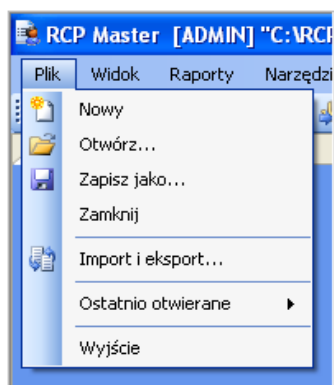 RCP Master [ADMIN] "C:\RCP
Plik Widok Raporty Narzędzi
Nowy
Otwórz...
Zapisz jako...
Zamknij
Import i eksport...
Ostatnio otwierane
Wyjście